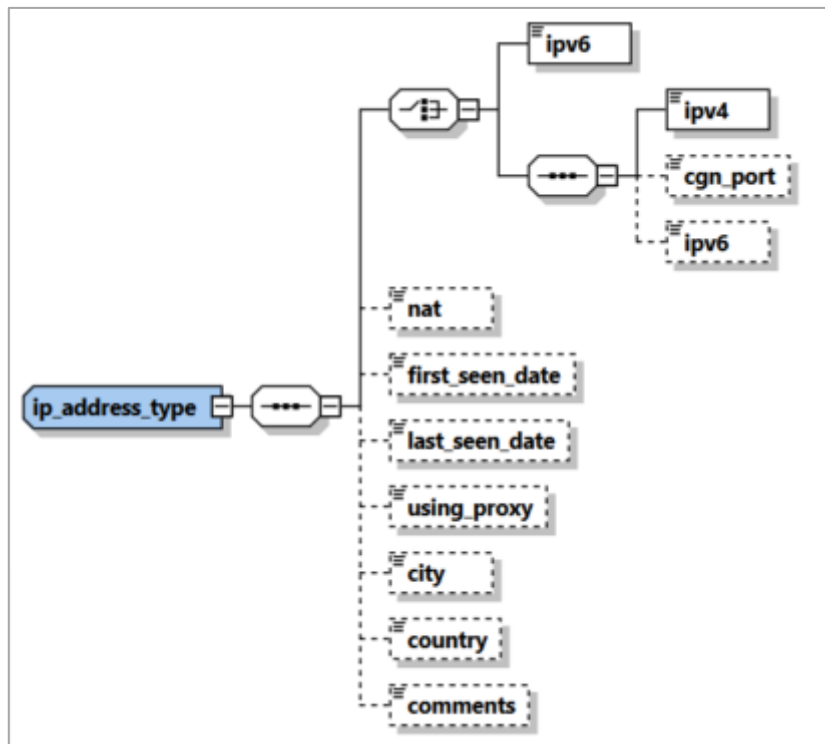 ipv6
ipv4
cgn_port
ipv6
nat
first_seen_date
ip_address_type
last_seen_date
using_proxy
city
country
comments